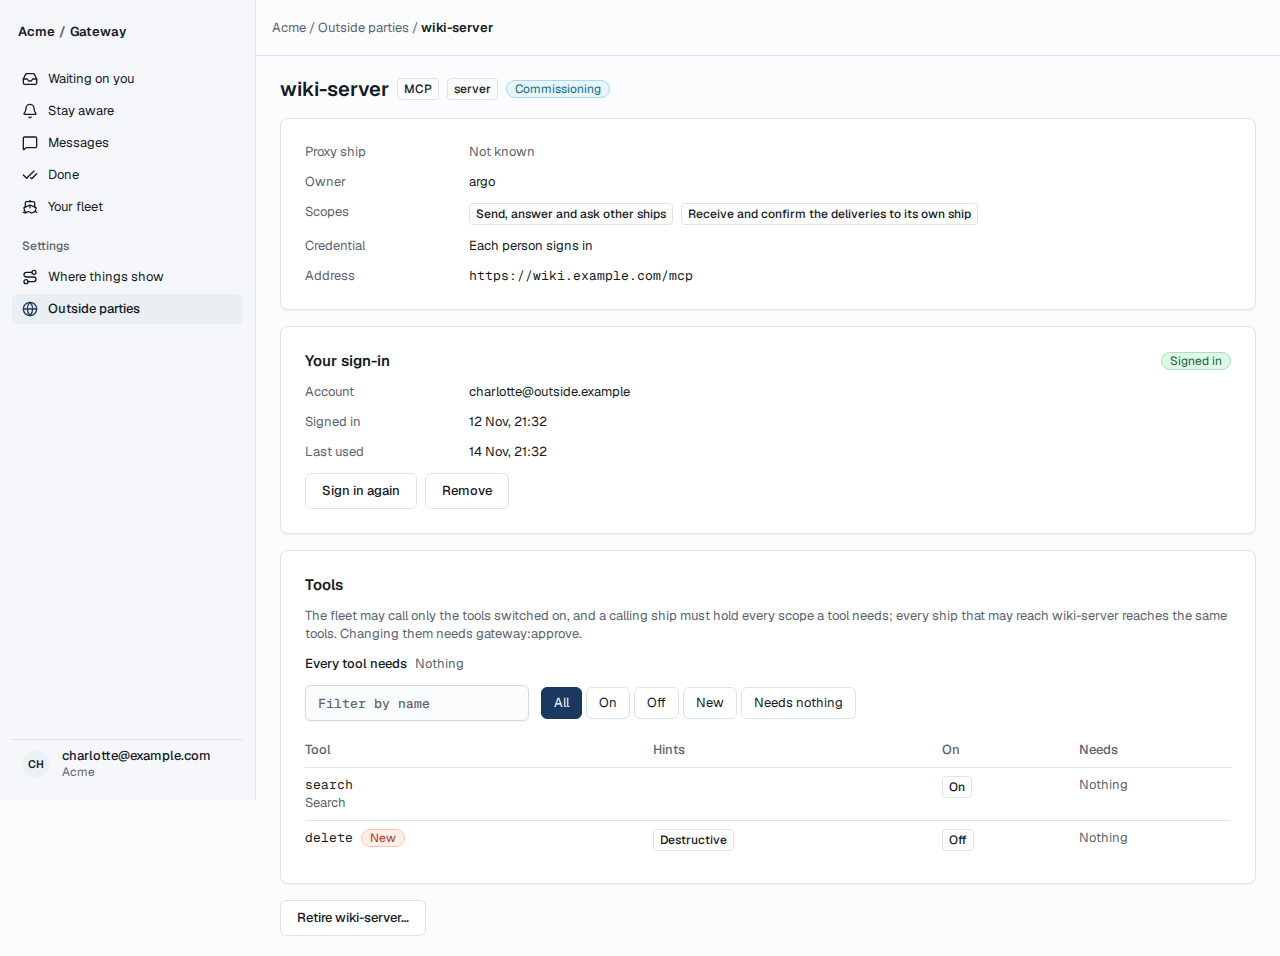 Acme / Gateway
Waiting on you
Stay aware
Messages
Done
Your fleet
Settings
Where things show
Outside parties
CH
charlotte@example.com
Acme
Acme / Outside parties / wiki-server
wiki-server MCP server Commissioning
Proxy ship Not known
Owner argo
Scopes Send, answer and ask other ships Receive and confirm the deliveries to its own ship
Credential Each person signs in
Address https://wiki.example.com/mcp
Your sign-in Signed in
Account charlotte@outside.example
Signed in 12 Nov, 21:32
Last used 14 Nov, 21:32
Sign in again Remove
Tools
The fleet may call only the tools switched on, and a calling ship must hold every scope a tool needs; every ship that may reach wiki-server reaches the same
tools. Changing them needs gateway:approve.
Every tool needs Nothing
Filter by name All On Off New Needs nothing
Tool Hints On Needs
search On Nothing
Search
delete New Destructive Off Nothing
Retire wiki-server...